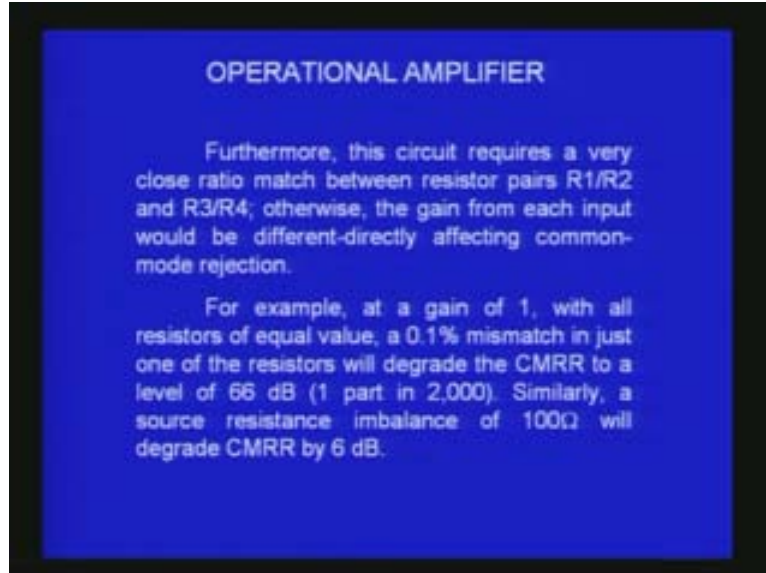 OPERATIONAL AMPLIFIER
Furthermore, this circuit requires a very
close ratio match between resistor pairs R1/R2
and R3/R4; otherwise, the gain from each input
would be different-directly affecting common-
mode rejection.
For example, at a gain of 1, with all
resistors of equal value, a 0.1% mismatch in just
one of the resistors will degrade the CMRR to a
level of 66 dB (1 part in 2,000). Similarly, a
source resistance imbalance of 100Ω will
degrade CMRR by 6 dB.